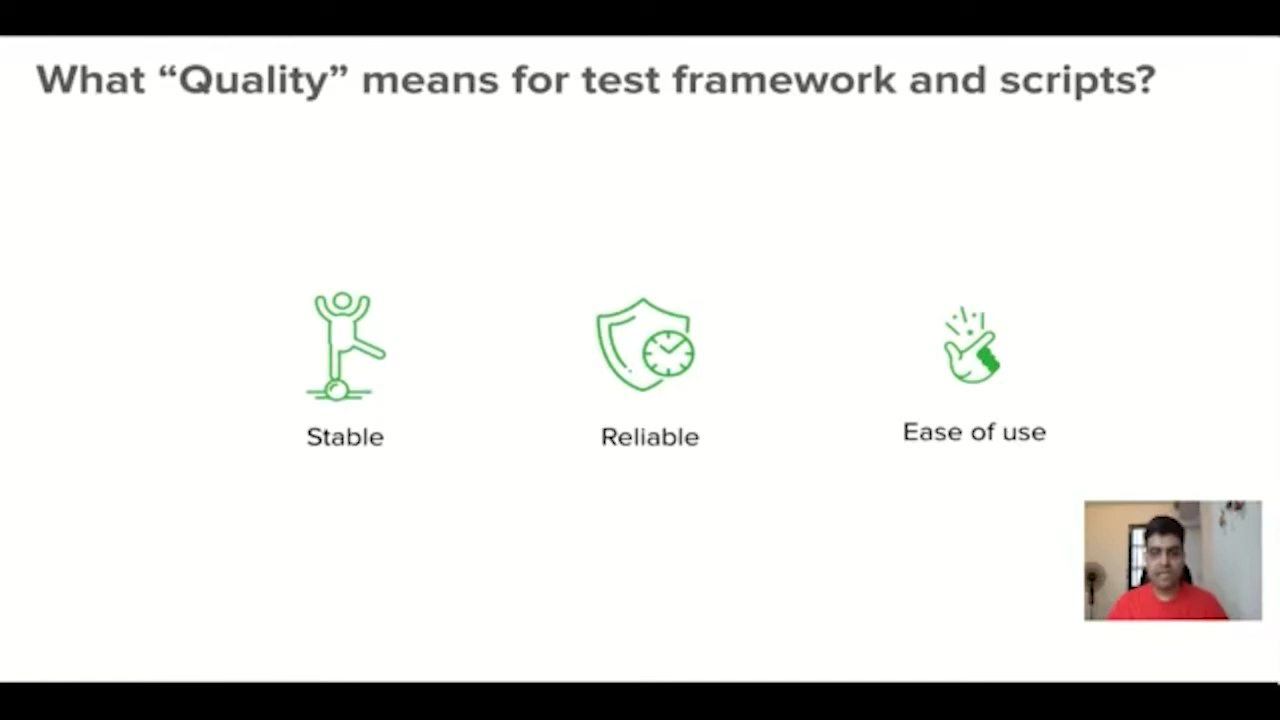 What “Quality” means for test framework and scripts?
Stable
Reliable
Ease of use